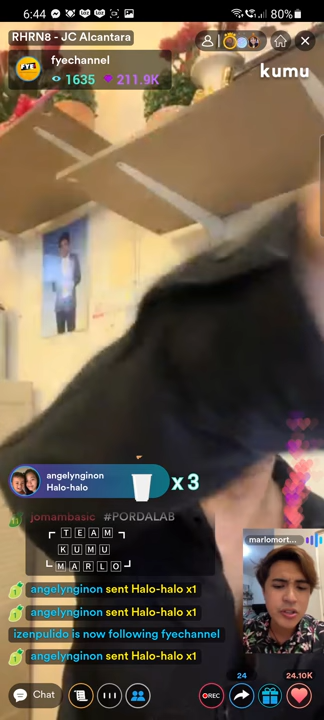 6:44
80%
RHRN8 - JC Alcantara
FYE
fyechannel
1635 211.9K
kumu
angelynginon
Halo-halo
x 3
jomambasic #PORDALAB
TEAM
KUMU
MARLO
marlomort...
angelynginon sent Halo-halo x1
angelynginon sent Halo-halo x1
izenpulido is now following fyechannel
angelynginon sent Halo-halo x1
Chat
REC
24
24.10K